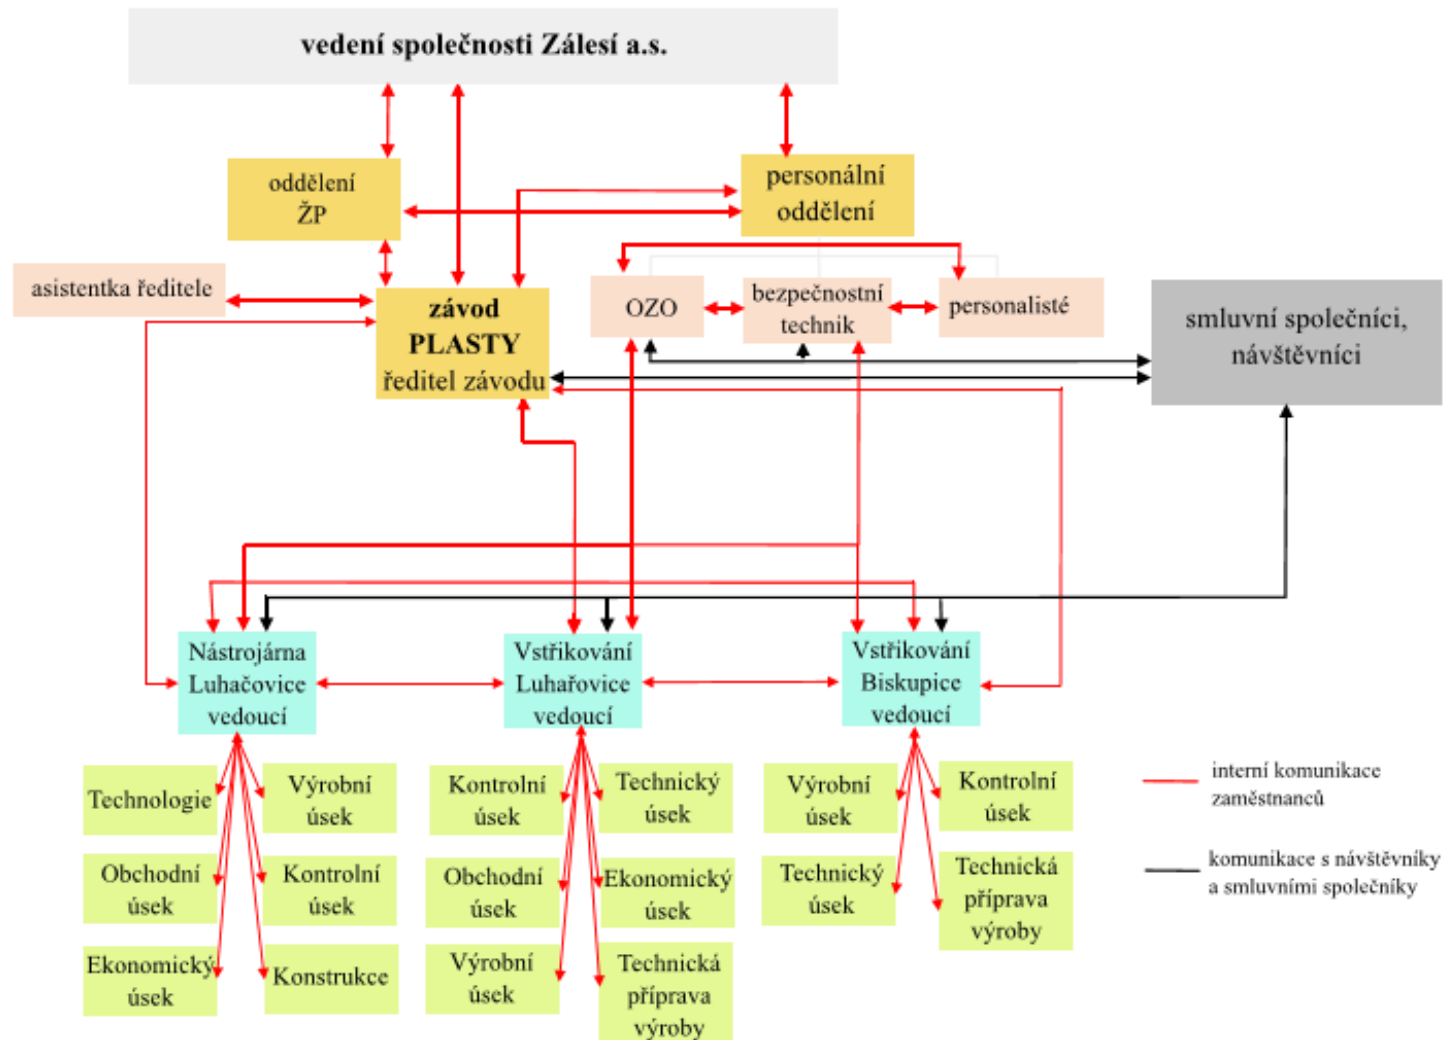 vedení společnosti Zálesí a.s.
oddělení
ŽP
personální
oddělení
asistentka ředitele
závod
PLASTY
ředitel závodu
OZO
bezpečnostní
technik
personalisté
smluvní společníci,
návštěvníci
Nástrojárna
Luhačovice
vedoucí
Vstřikování
Luhařovice
vedoucí
Vstřikování
Biskupice
vedoucí
Technologie
Výrobní
úsek
Obchodní
úsek
Kontrolní
úsek
Ekonomický
úsek
Konstrukce
Kontrolní
úsek
Technický
úsek
Obchodní
úsek
Ekonomický
úsek
Výrobní
úsek
Technická
příprava
výroby
Výrobní
úsek
Kontrolní
úsek
Technický
úsek
Technická
příprava
výroby
interní komunikace
zaměstnanců
komunikace s návštěvníky
a smluvními společníky